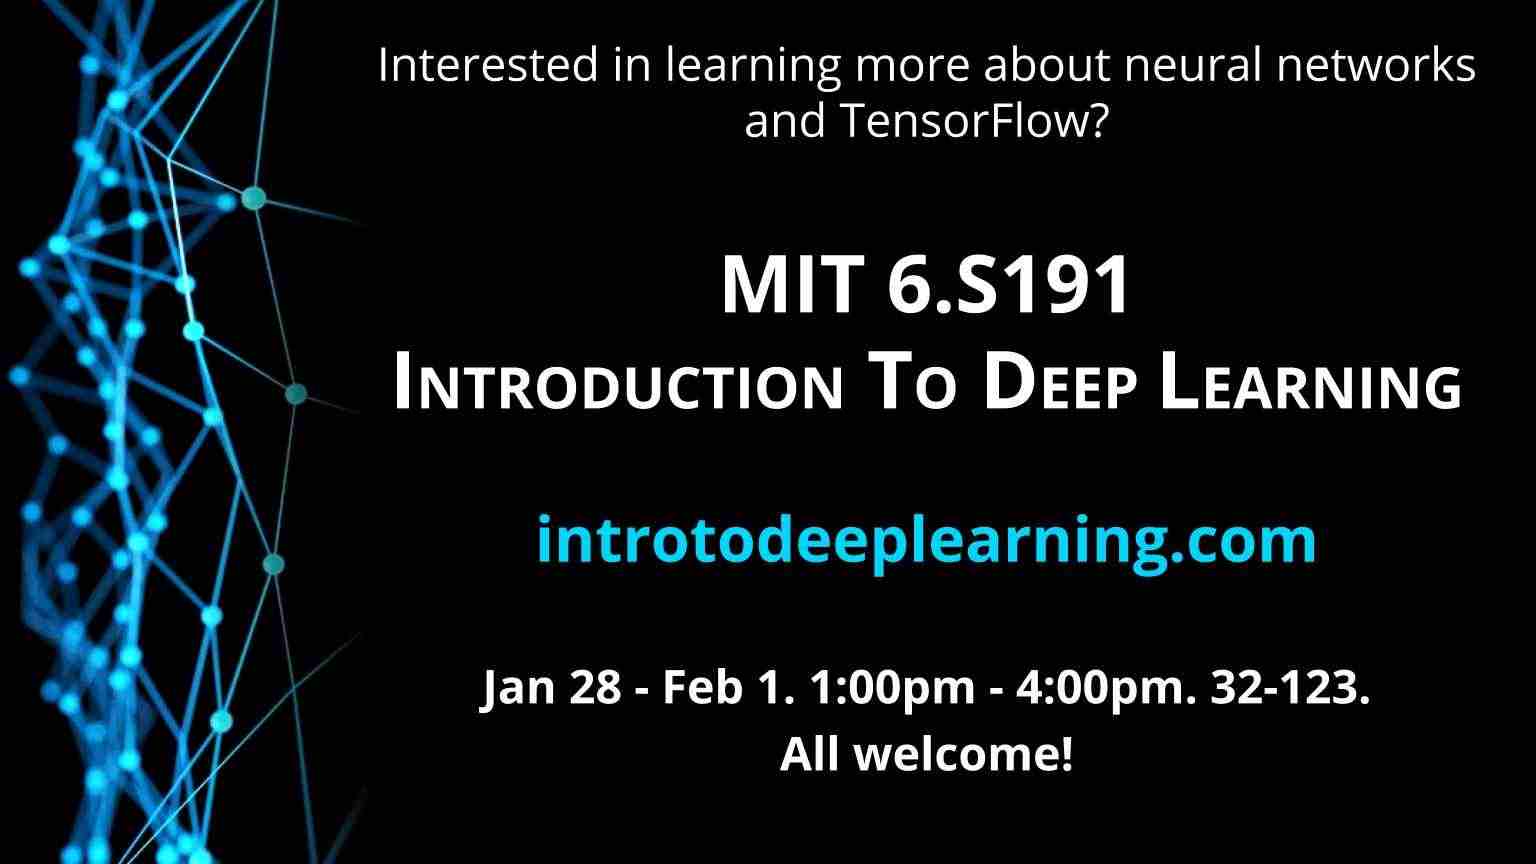 Interested in learning more about neural networks
and TensorFlow?
MIT 6.S191
Introduction To Deep Learning
introtodeeplearning.com
Jan 28 - Feb 1. 1:00pm - 4:00pm. 32-123.
All welcome!